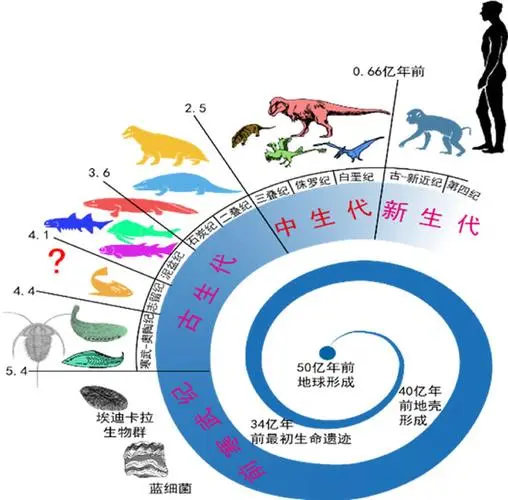 0.66亿年前
2.5
3.6
4.1
?
4.4
5.4
寒武-奥陶纪
志留纪
泥盆纪
石炭纪
二叠纪
三叠纪
侏罗纪
白垩纪
古-新近纪
第四纪
前寒武纪
古生代
中生代
新生代
50亿年前
地球形成
40亿年
前地壳
形成
34亿年
前最初生命遗迹
埃迪卡拉
生物群
蓝细菌